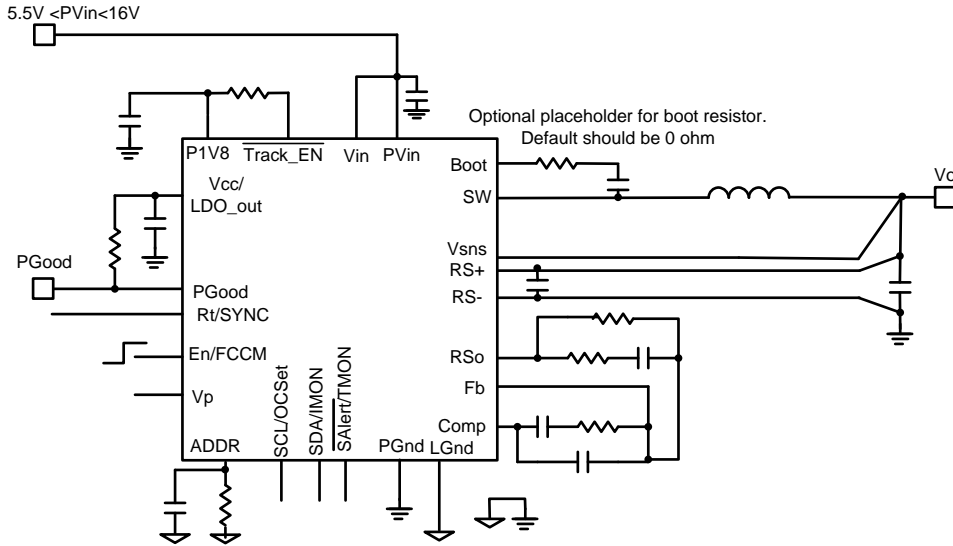 5.5V <PVin<16V
Optional placeholder for boot resistor.
Default should be 0 ohm
P1V8
Track_EN
Vin
PVin
Boot
SW
Vcc/
LDO_out
Vsns
RS+
RS-
PGood
PGood
Rt/SYNC
En/FCCM
Vp
ADDR
SCL/OCSet
SDA/IMON
SAlert/TMON
PGnd
LGnd
RSo
Fb
Comp